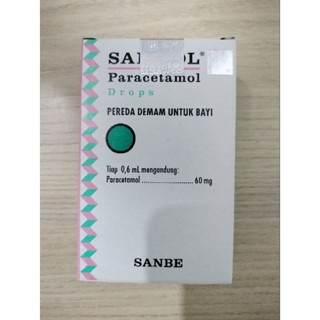 Paracetamol
Drops
PEREDA DEMAM UNTUK BAYI
Tiap 0,6 mL mengandung:
Paracetamol ........................ 60 mg
SANBE